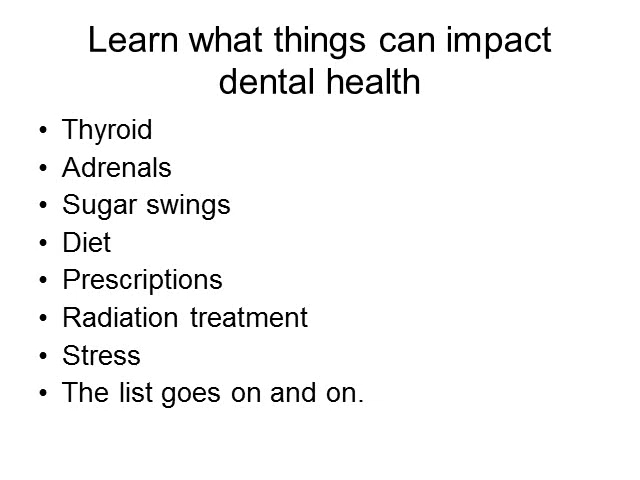 Learn what things can impact
dental health
• Thyroid
• Adrenals
• Sugar swings
• Diet
• Prescriptions
• Radiation treatment
• Stress
• The list goes on and on.